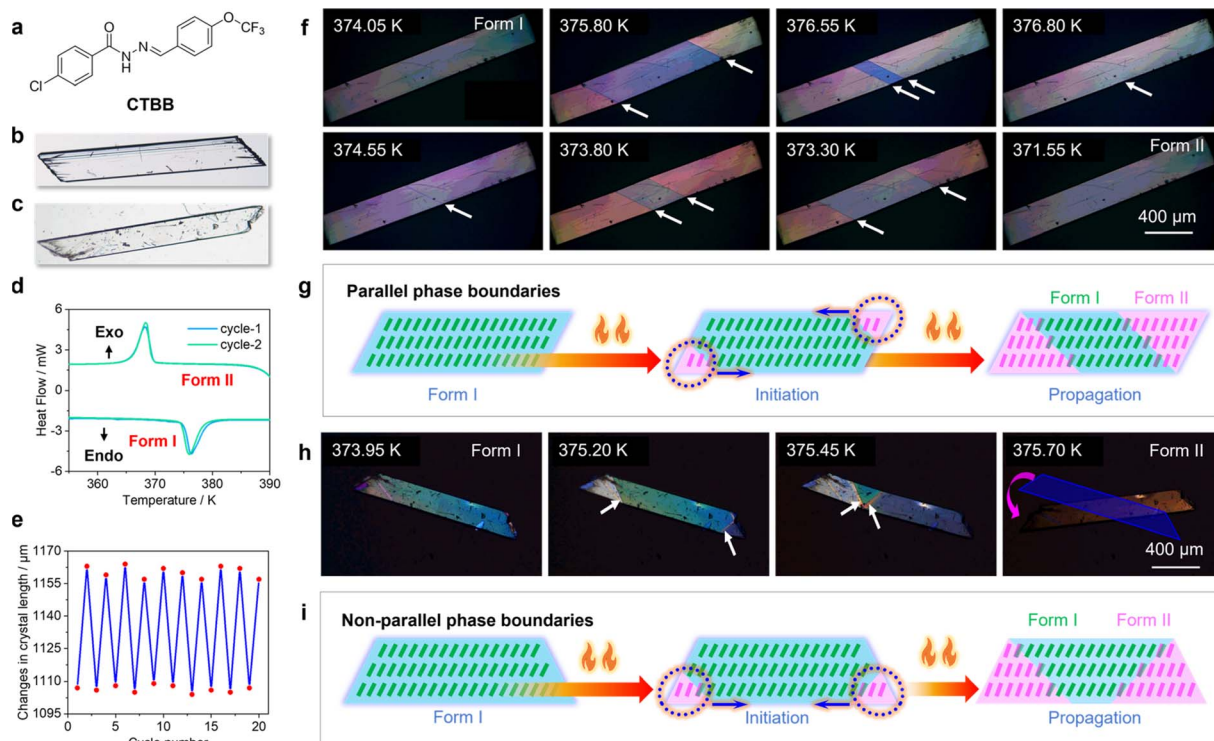 a
O
N
NH
O
CF₃
Cl
CTBB
b
c
d
6
3
0
-3
-6
Heat Flow / mW
Exo
cycle-1
cycle-2
Form II
Form I
Endo
360 370 380 390
Temperature / K
e
1170
1155
1140
1125
1110
1095
Changes in crystal length / μm
0 5 10 15 20
Cycle number
f
374.05 K Form I
375.80 K
376.55 K
376.80 K
374.55 K
373.80 K
373.30 K
371.55 K
Form II
400 μm
g
Parallel phase boundaries
Form I Form II
Form I
Initiation
Propagation
h
373.95 K Form I
375.20 K
375.45 K
375.70 K Form II
400 μm
i
Non-parallel phase boundaries
Form I Form II
Form I
Initiation
Propagation